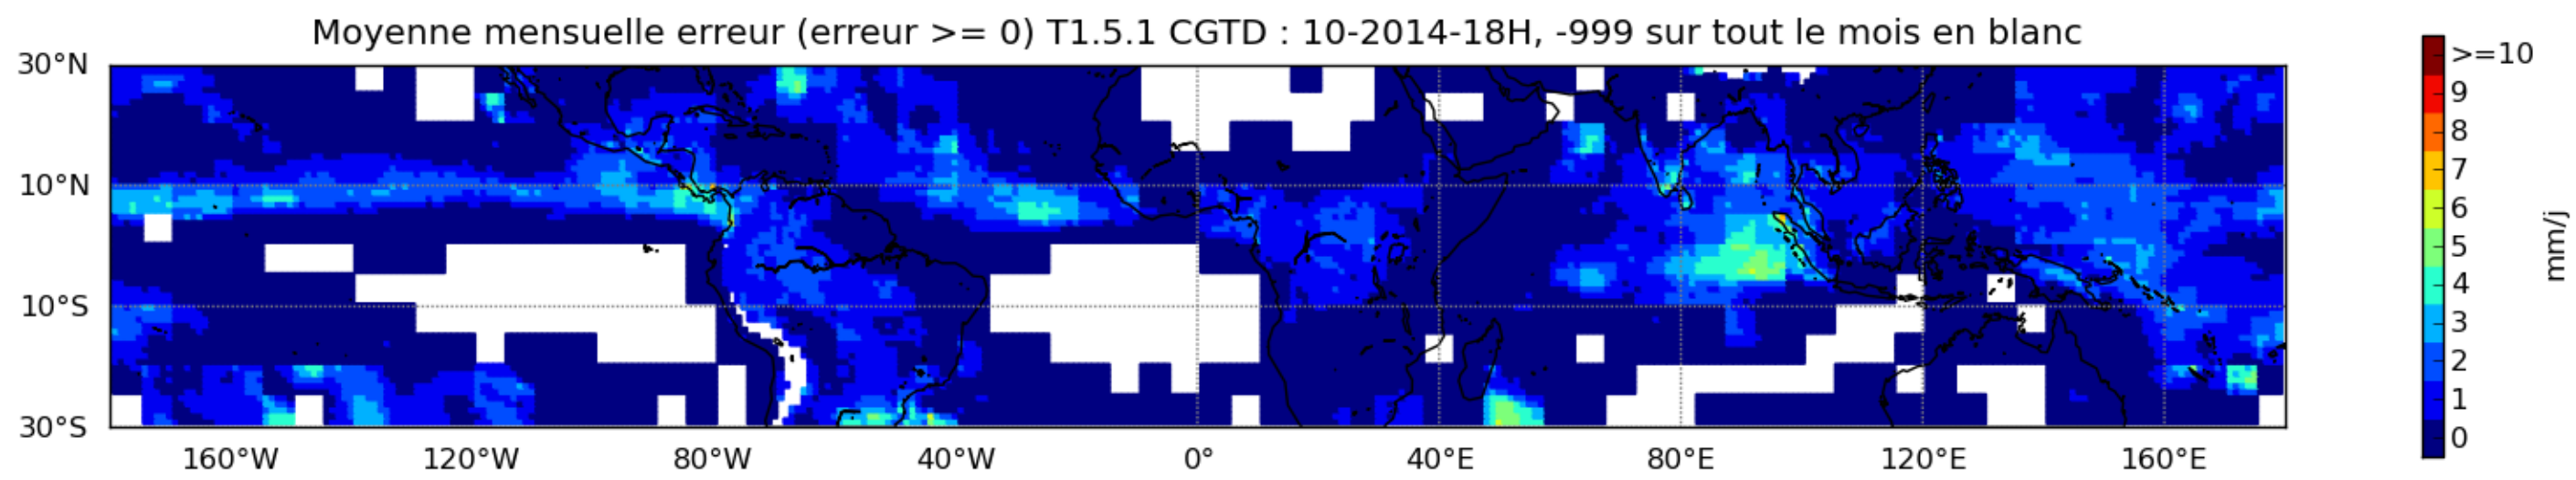 Moyenne mensuelle erreur (erreur >= 0) T1.5.1 CGTD : 10-2014-18H, -999 sur tout le mois en blanc
30°N
10°N
10°S
30°S
160°W 120°W 80°W 40°W 0° 40°E 80°E 120°E 160°E
>=10
9
8
7
6
5
4
3
2
1
0
mm/j